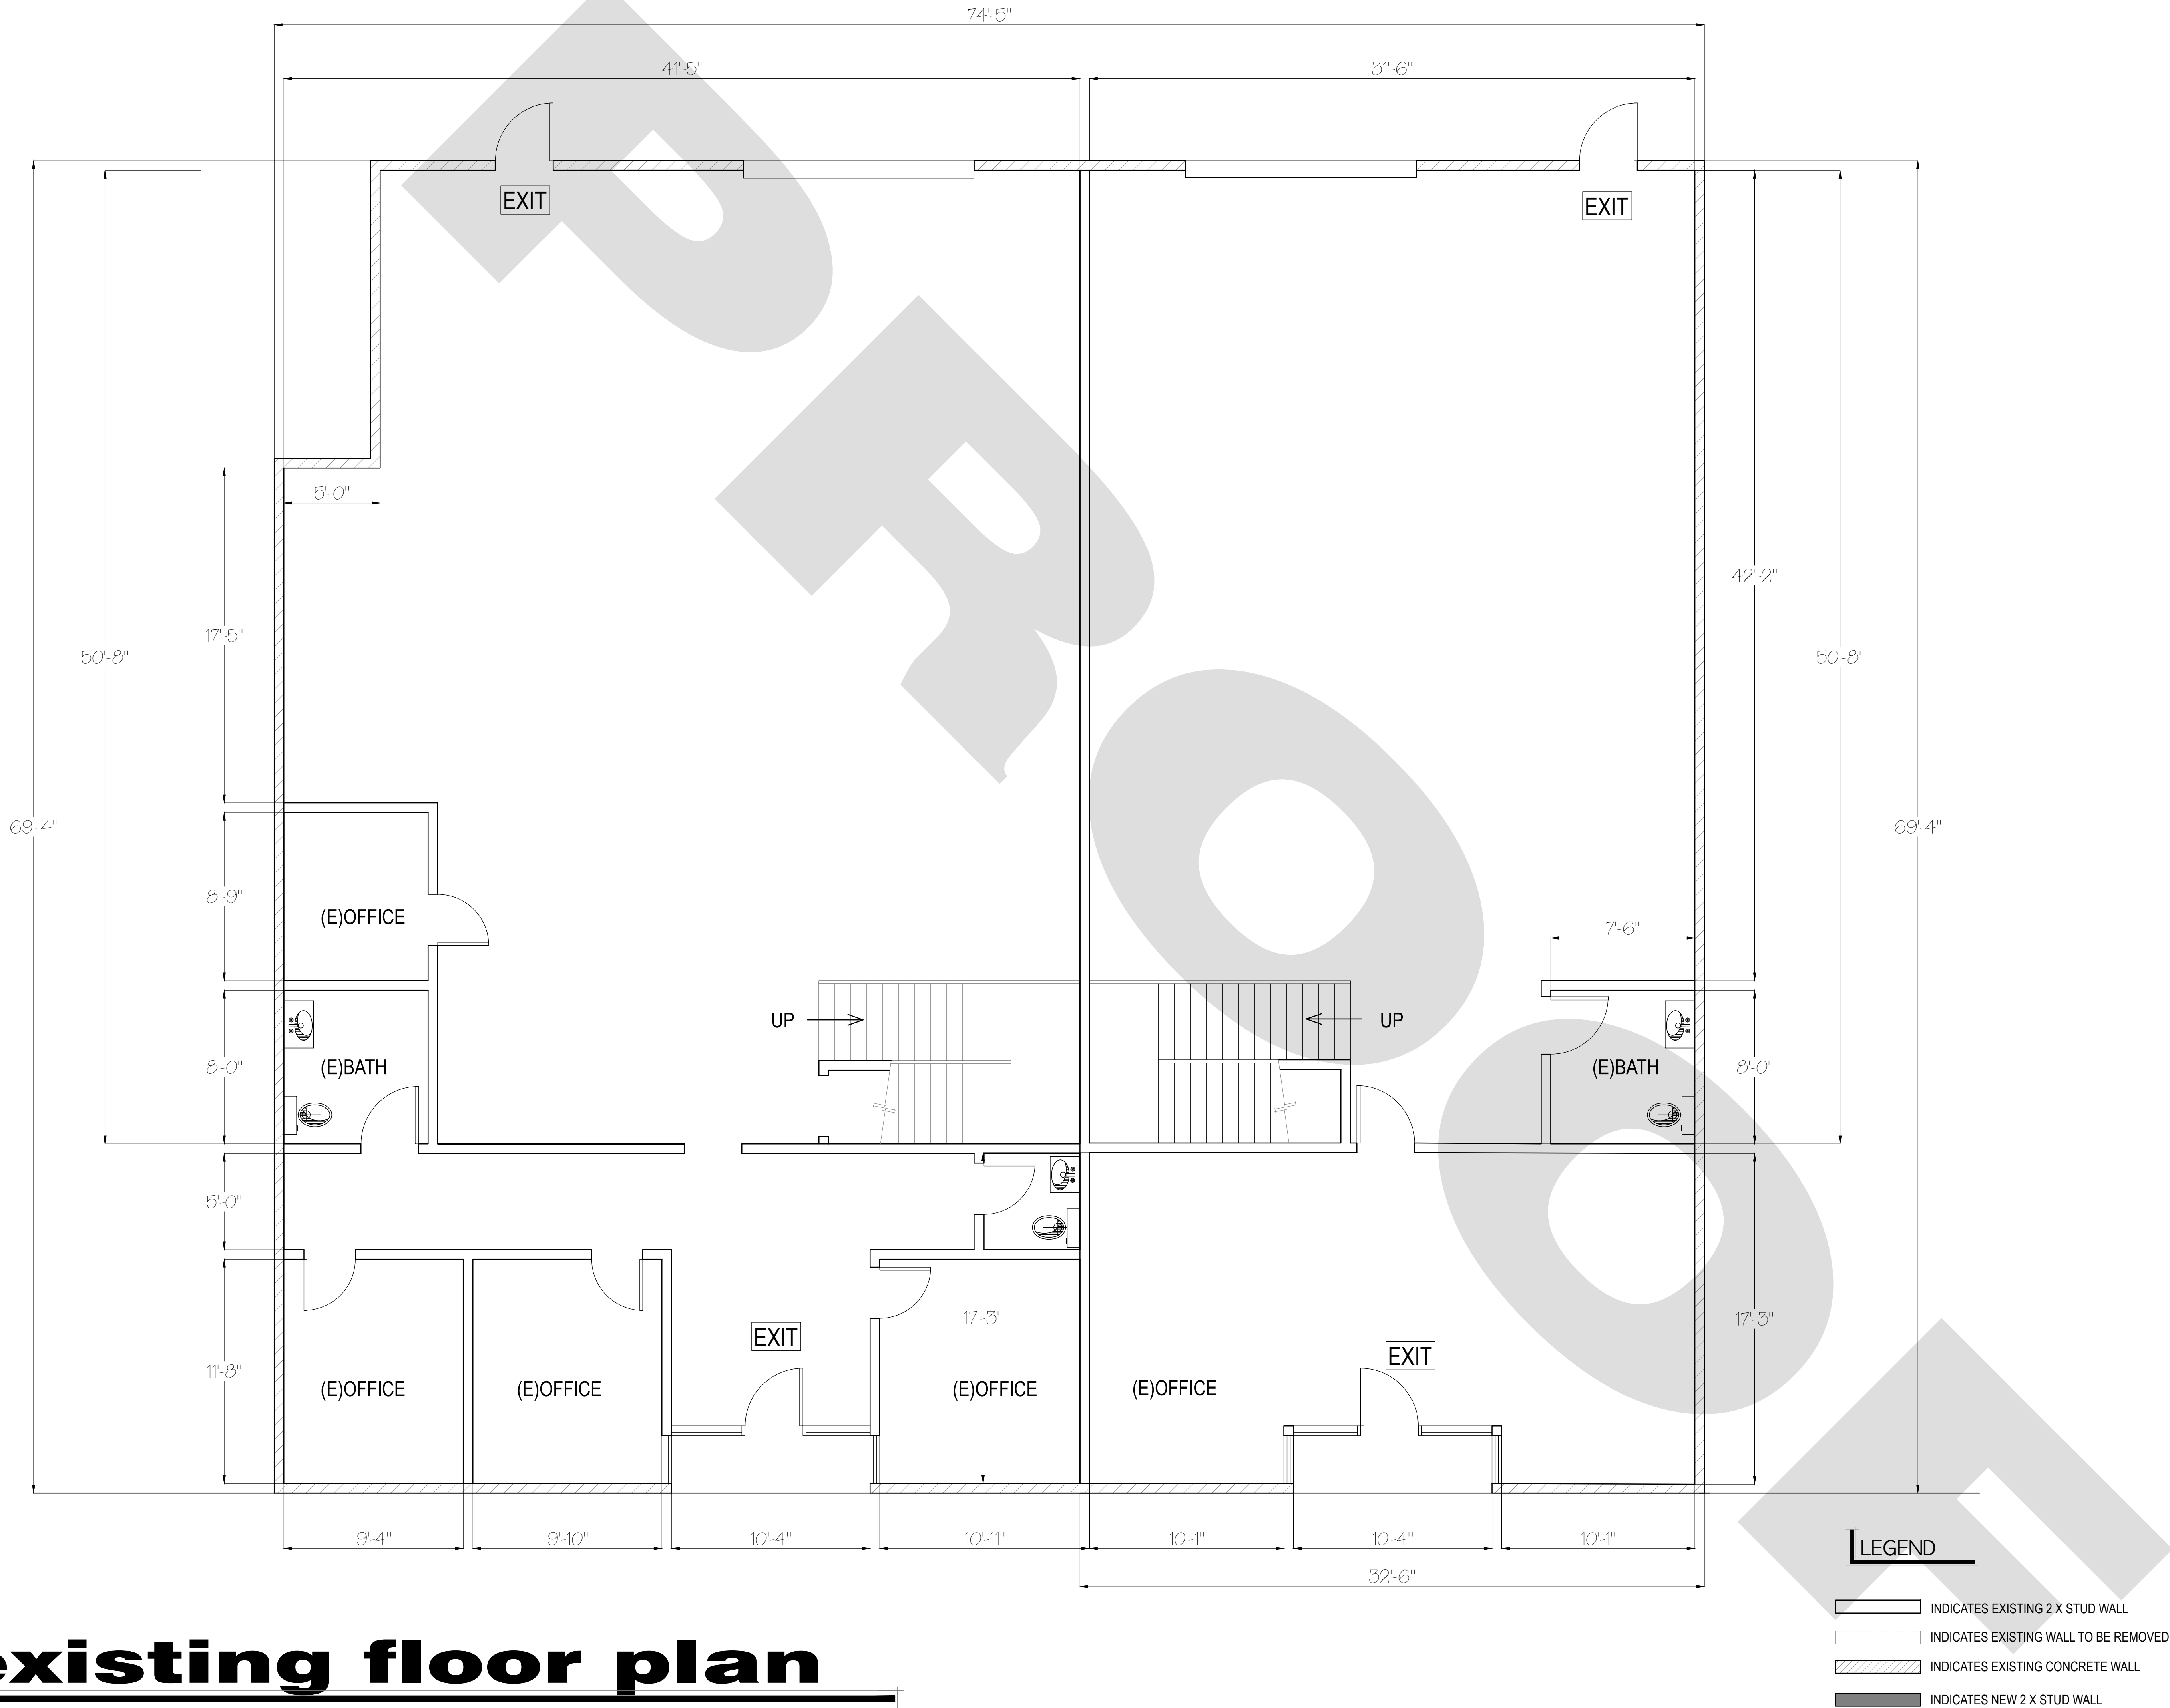 74'-5"
41'-5"
31'-6"
EXIT
EXIT
5'-0"
17'-5"
50'-8"
42'-2"
50'-8"
69'-4"
69'-4"
8'-9"
(E)OFFICE
7'-6"
UP
UP
8'-0"
(E)BATH
(E)BATH
8'-0"
5'-0"
17'-3"
17'-3"
EXIT
EXIT
11'-8"
(E)OFFICE
(E)OFFICE
(E)OFFICE
(E)OFFICE
9'-4"
9'-10"
10'-4"
10'-11"
10'-1"
10'-4"
10'-1"
32'-6"
LEGEND
INDICATES EXISTING 2 X STUD WALL
INDICATES EXISTING WALL TO BE REMOVED
INDICATES EXISTING CONCRETE WALL
INDICATES NEW 2 X STUD WALL
existing floor plan
PROOF